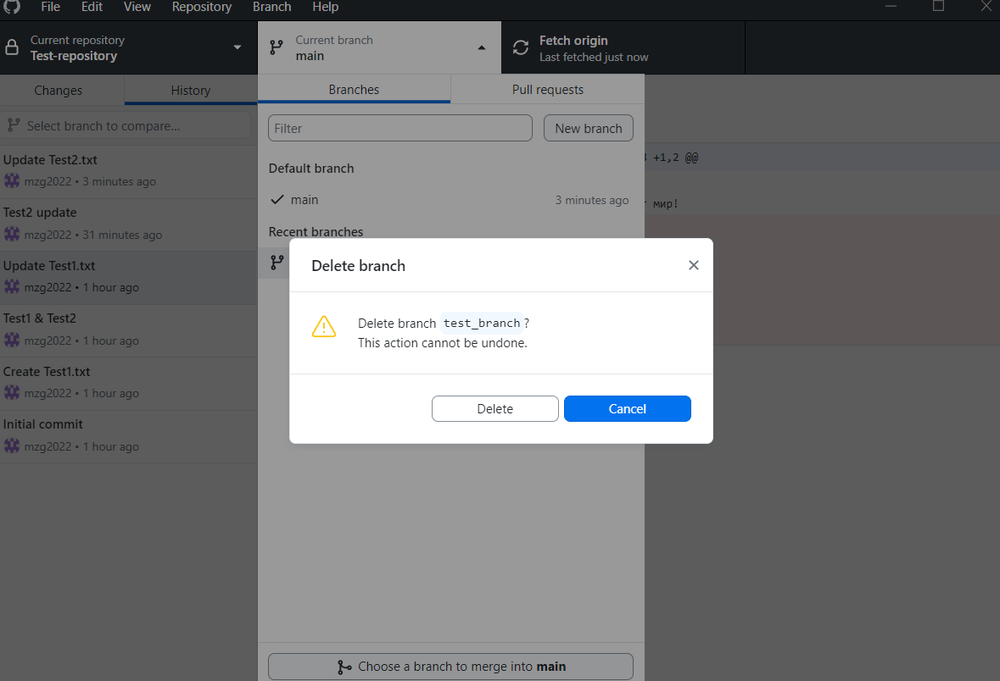 File Edit View Repository Branch Help
Current repository
Test-repository
Current branch
main
Fetch origin
Last fetched just now
Changes
History
Select branch to compare...
Update Test2.txt
mzg2022 • 3 minutes ago
Test2 update
mzg2022 • 31 minutes ago
Update Test1.txt
mzg2022 • 1 hour ago
Test1 & Test2
mzg2022 • 1 hour ago
Create Test1.txt
mzg2022 • 1 hour ago
Initial commit
mzg2022 • 1 hour ago
Branches
Pull requests
Filter
New branch
Default branch
main
3 minutes ago
Recent branches
+1,2 @@
мир!
Delete branch
Delete branch test_branch?
This action cannot be undone.
Delete
Cancel
Choose a branch to merge into main